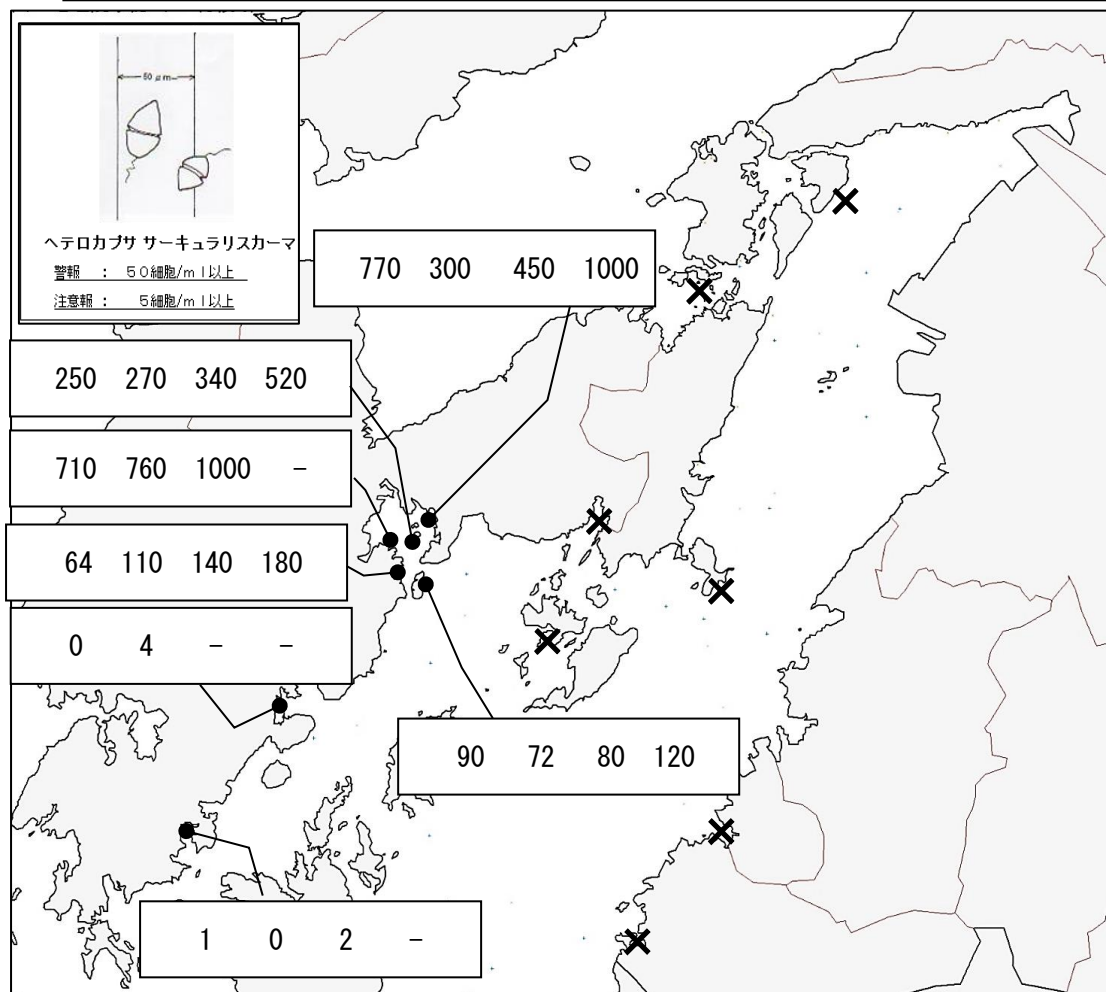 50 μm
ヘテロカプサ サーキュラリスカーマ
警報 : 50細胞/ml以上
注意報 : 5細胞/ml以上
770 300 450 1000
250 270 340 520
710 760 1000 -
64 110 140 180
0 4 - -
90 72 80 120
1 0 2 -